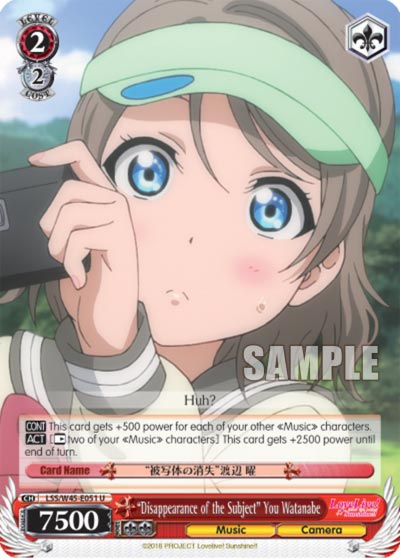 LEVEL
2
2
COST
SAMPLE
Huh?
CONT This card gets +500 power for each of your other «Music» characters.
ACT [ two of your «Music» characters] This card gets +2500 power until
end of turn.
Card Name "被写体の消失"渡辺 曜
CH LSS/W45-E051 U
"Disappearance of the Subject" You Watanabe
LoveLive!
Sunshine!!
7500
Music
Camera
©2016 PROJECT Lovelive! Sunshine!!